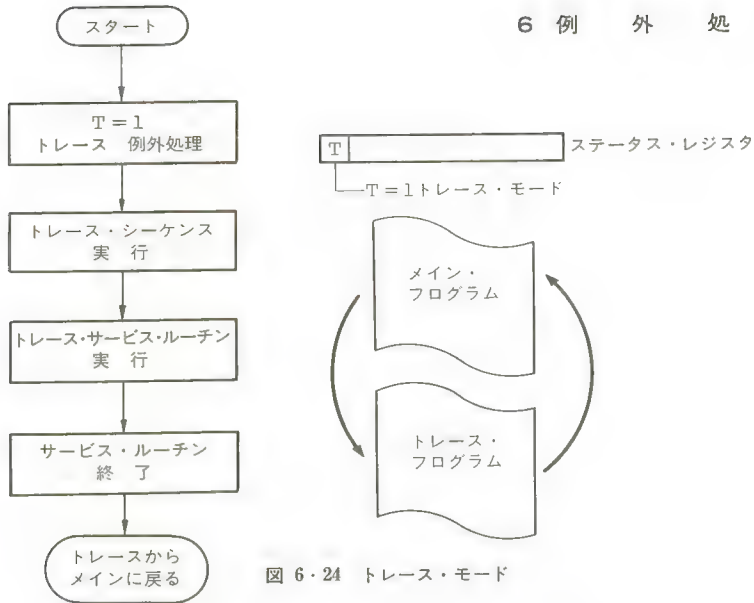 6 例 外 処
スタート
T=1
トレース 例外処理
トレース・シーケンス
実 行
トレース・サービス・ルーチン
実 行
サービス・ルーチン
終 了
トレースから
メインに戻る
T
ステータス・レジスタ
T=1トレース・モード
メイン・
プログラム
トレース・
プログラム
図 6・24 トレース・モード